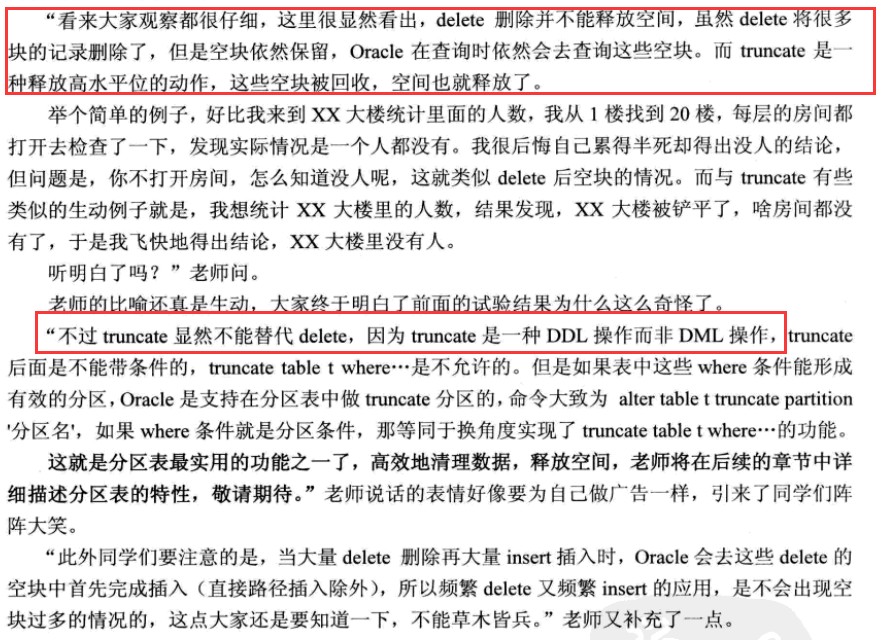 “看来大家观察都很仔细，这里很显然看出，delete 删除并不能释放空间，虽然 delete 将很多
块的记录删除了，但是空块依然保留，Oracle 在查询时依然会去查询这些空块。而 truncate 是一
种释放高水平位的动作，这些空块被回收，空间也就释放了。
举个简单的例子，好比我来到 XX 大楼统计里面的人数，我从 1 楼找到 20 楼，每层的房间都
打开去检查了一下，发现实际情况是一个人都没有。我很后悔自己累得半死却得出没人的结论，
但问题是，你不打开房间，怎么知道没人呢，这就类似 delete 后空块的情况。而与 truncate 有些
类似的生动例子就是，我想统计 XX 大楼里的人数，结果发现，XX 大楼被铲平了，啥房间都没
有了，于是我飞快地得出结论，XX 大楼里没有人。
听明白了吗？”老师问。
老师的比喻还真是生动，大家终于明白了前面的试验结果为什么这么奇怪了。
“不过 truncate 显然不能替代 delete，因为 truncate 是一种 DDL 操作而非 DML 操作，truncate
后面是不能带条件的，truncate table t where…是不允许的。但是如果表中这些 where 条件能形成
有效的分区，Oracle 是支持在分区表中做 truncate 分区的，命令大致为 alter table t truncate partition
'分区名'，如果 where 条件就是分区条件，那等同于换角度实现了 truncate table t where…的功能。
这就是分区表最实用的功能之一了，高效地清理数据，释放空间，老师将在后续的章节中详
细描述分区表的特性，敬请期待。”老师说话的表情好像要为自己做广告一样，引来了同学们阵
阵大笑。
“此外同学们要注意的是，当大量 delete 删除再大量 insert 插入时，Oracle 会去这些 delete 的
空块中首先完成插入（直接路径插入除外），所以频繁 delete 又频繁 insert 的应用，是不会出现空
块过多的情况的，这点大家还是要知道一下，不能草木皆兵。”老师又补充了一点。